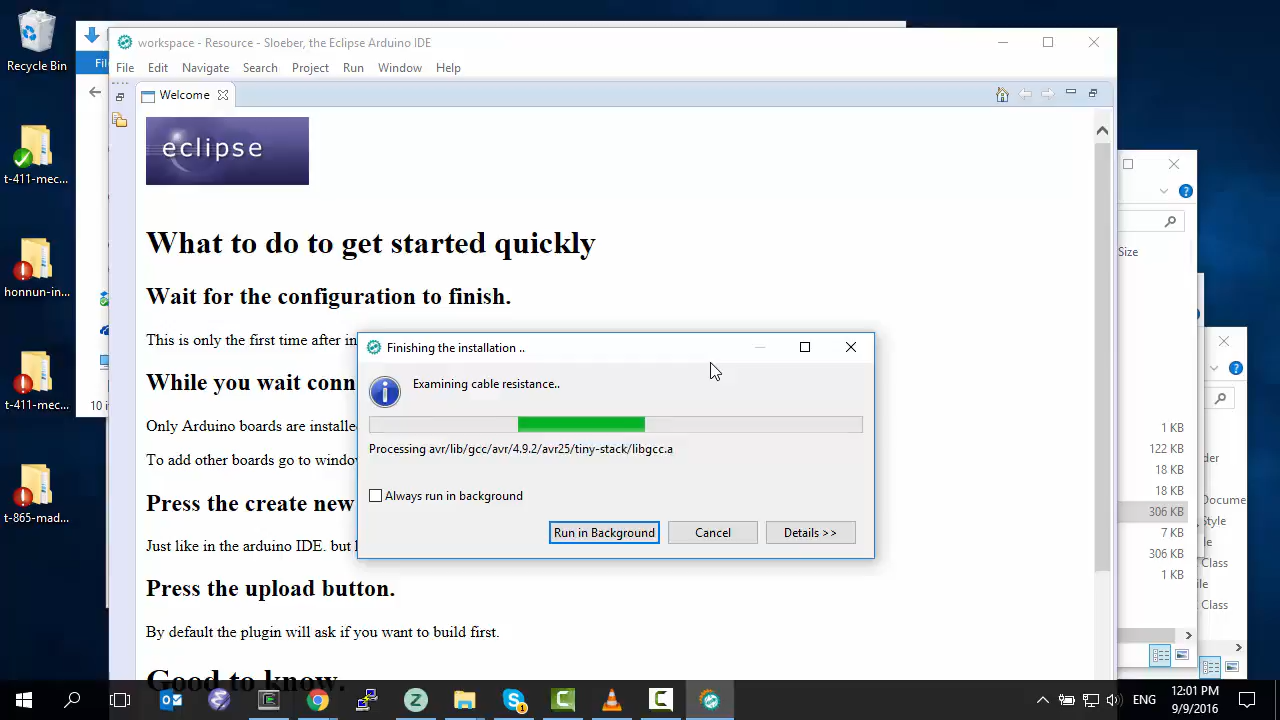 Recycle Bin
t-411-mec...
honnun-in...
t-411-mec...
t-865-mad...
workspace - Resource - Sloeber, the Eclipse Arduino IDE
File Edit Navigate Search Project Run Window Help
Welcome
eclipse
What to do to get started quickly
Wait for the configuration to finish.
This is only the first time after in
While you wait conn
Only Arduino boards are installe
To add other boards go to window
Press the create new
Just like in the arduino IDE. but
Press the upload button.
By default the plugin will ask if you want to build first.
Good to know.
Finishing the installation ..
Examining cable resistance..
Processing avr/lib/gcc/avr/4.9.2/avr25/tiny-stack/libgcc.a
Always run in background
Run in Background
Cancel
Details >>
10 i
Size
1 KB
122 KB
18 KB
18 KB
306 KB
7 KB
306 KB
1 KB
Docume
Style
Class
Class
ENG
12:01 PM
9/9/2016